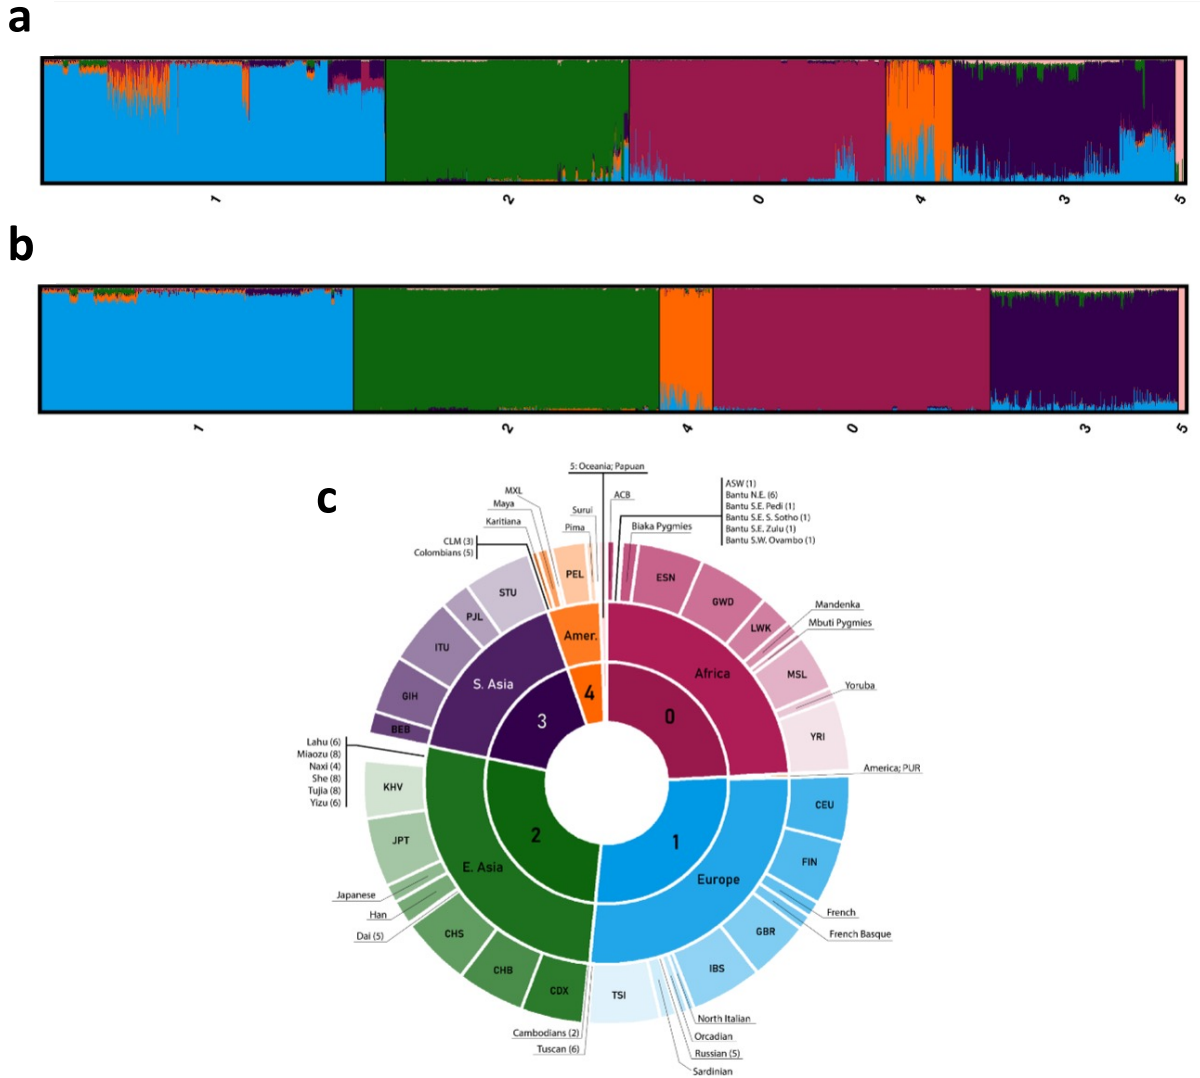 a
1
2
0
4
3
5
b
1
2
4
0
3
5
c
5: Oceania; Papuan
MXL
Maya
Karitiana
CLM (3)
Colombians (5)
Surui
Pima
ACB
Biaka Pygmies
ASW (1)
Bantu N.E. (6)
Bantu S.E. Pedi (1)
Bantu S.E. S. Sotho (1)
Bantu S.E. Zulu (1)
Bantu S.W. Ovambo (1)
PEL
STU
PJL
ITU
GIH
BEB
ESN
GWD
LWK
Mandenka
Mbuti Pygmies
MSL
Yoruba
YRI
America; PUR
Amer.
S. Asia
Africa
4
3
0
Lahu (6)
Miaozu (8)
Naxi (4)
She (8)
Tujia (8)
Yizu (6)
KHV
JPT
2
1
E. Asia
Europe
CEU
FIN
French
French Basque
GBR
IBS
Japanese
Han
Dai (5)
CHS
CHB
CDX
TSI
Cambodians (2)
Tuscan (6)
North Italian
Orcadian
Russian (5)
Sardinian